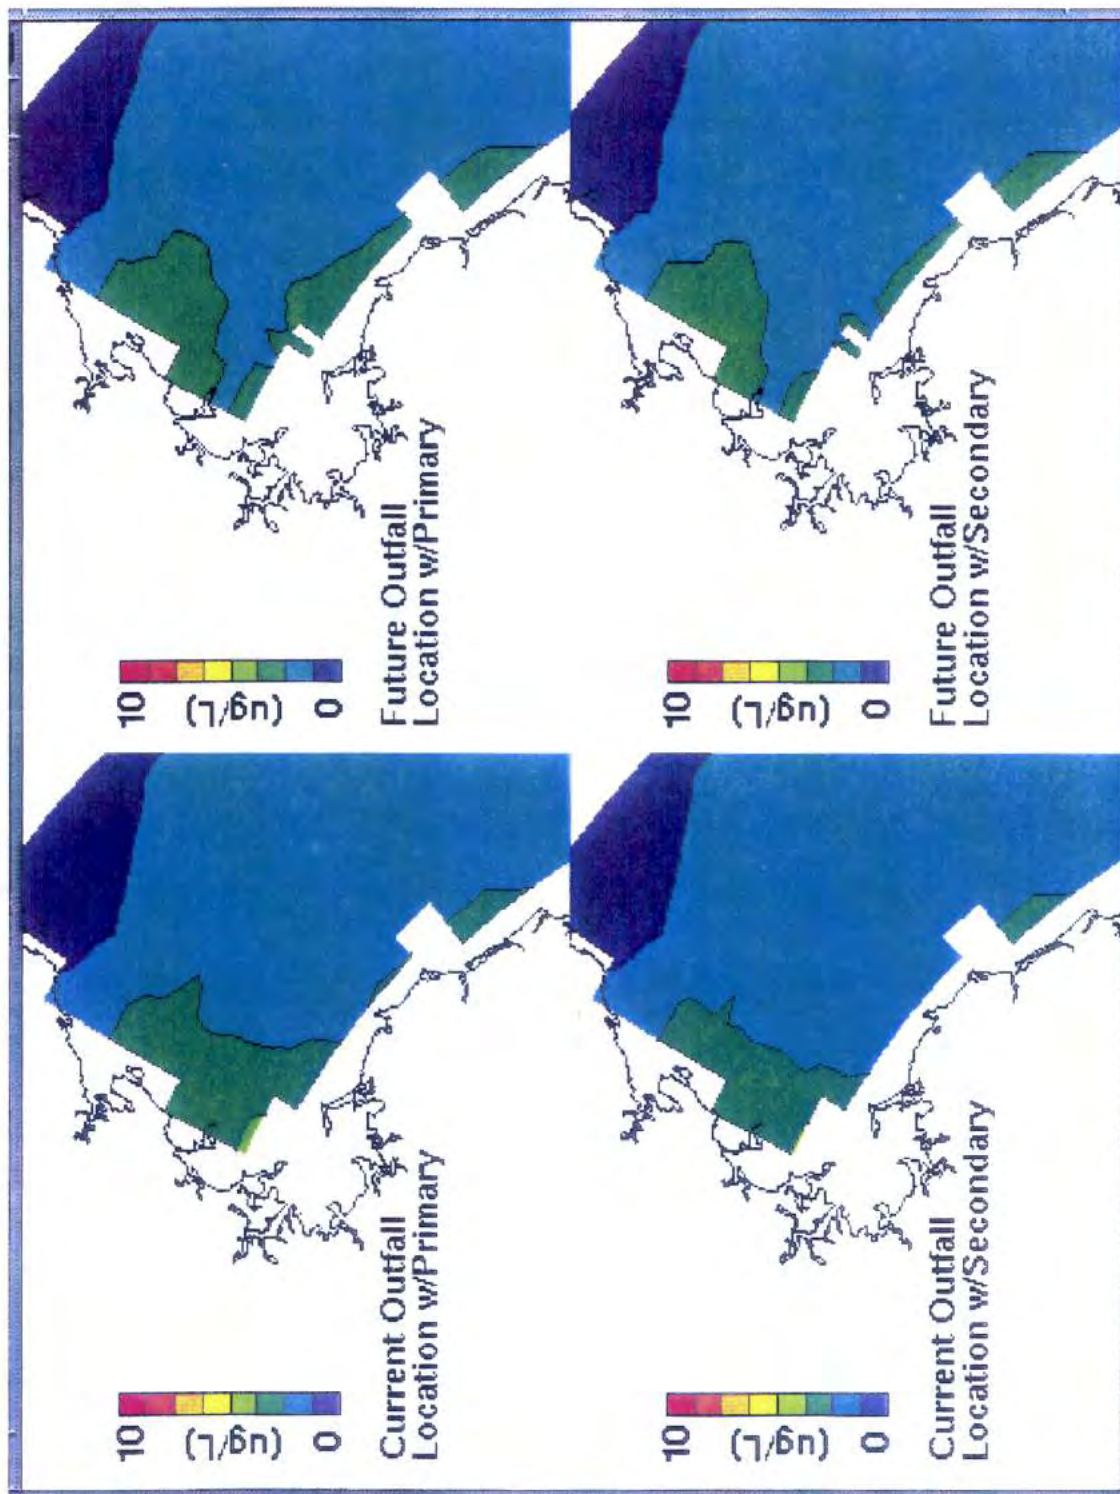 10
(ug/L)
0
Current Outfall
Location w/Primary
10
(ug/L)
0
Current Outfall
Location w/Secondary
10
(ug/L)
0
Future Outfall
Location w/Primary
10
(ug/L)
0
Future Outfall
Location w/Secondary